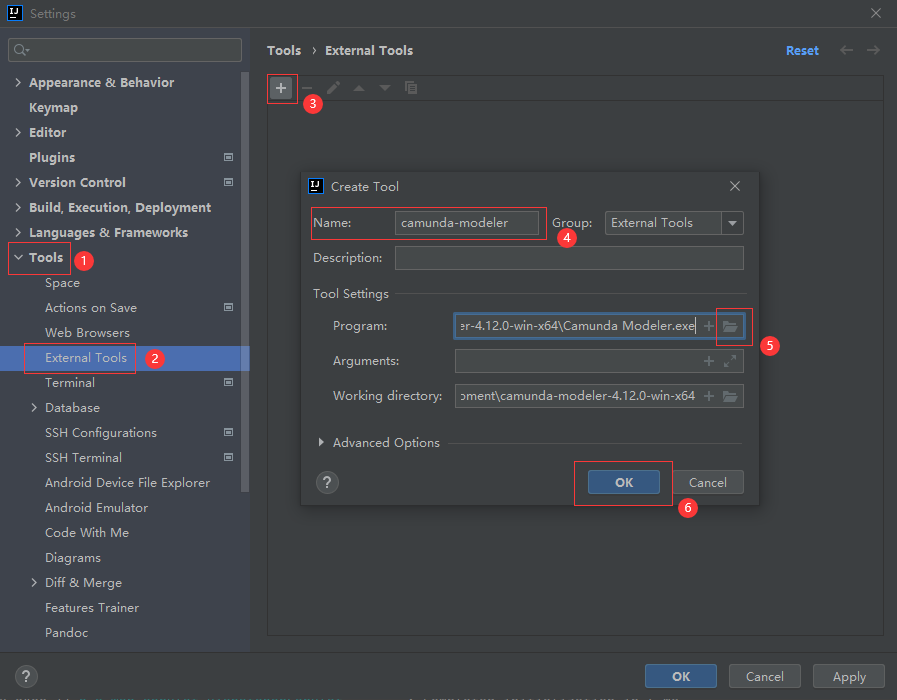 Settings
Tools › External Tools
Reset
Appearance & Behavior
Keymap
Editor
Plugins
Version Control
Build, Execution, Deployment
Languages & Frameworks
Tools
1
Space
Actions on Save
Web Browsers
External Tools
2
Terminal
Database
SSH Configurations
SSH Terminal
Android Device File Explorer
Android Emulator
Code With Me
Diagrams
Diff & Merge
Features Trainer
Pandoc
3
Create Tool
Name: camunda-modeler
Group: External Tools
4
Description:
Tool Settings
Program: er-4.12.0-win-x64\Camunda Modeler.exe
5
Arguments:
Working directory: oment\camunda-modeler-4.12.0-win-x64
Advanced Options
?
OK
Cancel
6
?
OK
Cancel
Apply